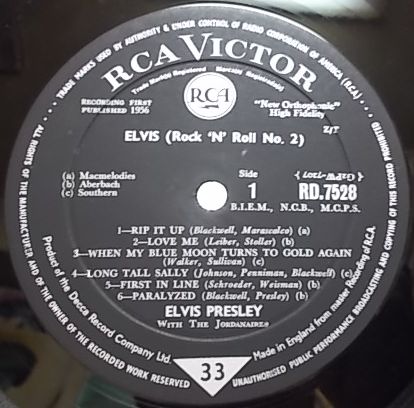 TRADE MARKS USED BY AUTHORITY & UNDER CONTROL OF RADIO CORPORATION OF AMERICA (RCA)
RCA VICTOR
Trade Mark(s) Registered Marca(s) Registrada(s)
RCA
RECORDING FIRST
PUBLISHED 1956
"New Orthophonic"
High Fidelity
ELVIS (Rock 'N' Roll No. 2)
(a) Macmelodies
(b) Aberbach
(c) Southern
Side
1
RD.7528
B.I.E.M., N.C.B., M.C.P.S.
1—RIP IT UP (Blackwell, Marascalco) (a)
2—LOVE ME (Leiber, Stoller) (b)
3—WHEN MY BLUE MOON TURNS TO GOLD AGAIN
(Walker, Sullivan) (c)
4—LONG TALL SALLY (Johnson, Penniman, Blackwell) (c)
5—FIRST IN LINE (Schroeder, Weisman) (b)
6—PARALYZED (Blackwell, Presley) (b)
ELVIS PRESLEY
WITH THE JORDANAIRES
33
Product of the Decca Record Company Ltd.
Made in England from master Recording of R.C.A.
ALL RIGHTS OF THE MANUFACTURER AND OF THE OWNER OF THE RECORDED WORK RESERVED
UNAUTHORISED PUBLIC PERFORMANCE BROADCASTING AND COPYING OF THIS RECORD PROHIBITED